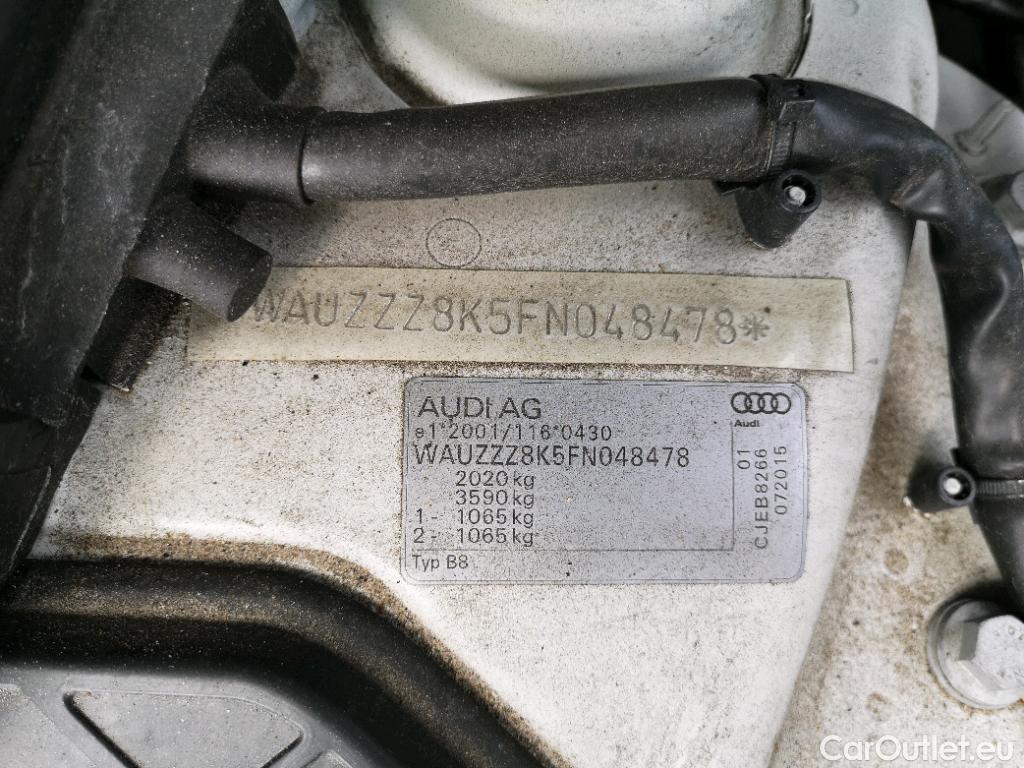 WAUZZZ8K5FN048478*
AUDI AG
e1*2001/116*0430
WAUZZZ8K5FN048478
2020 kg
3590 kg
1- 1065 kg
2- 1065 kg
Typ B8
Audi
CJEB8266 01
072015
CarOutlet.eu